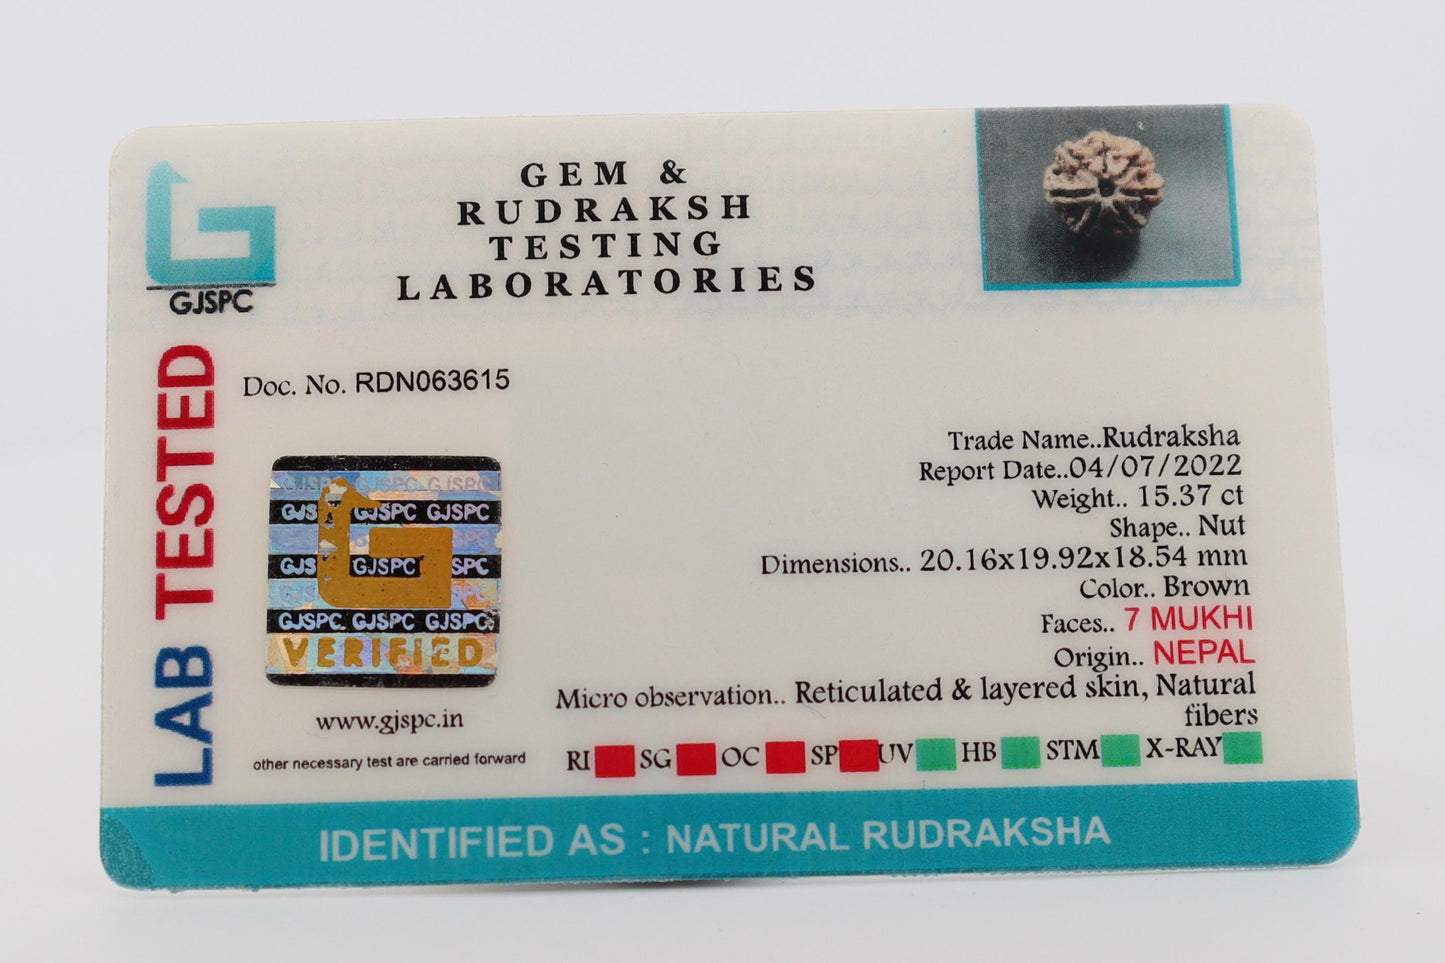 GEM &
RUDRAKSH
TESTING
LABORATORIES
GJSPC
LAB TESTED
Doc. No. RDN063615
Trade Name..Rudraksha
Report Date..04/07/2022
Weight.. 15.37 ct
Shape.. Nut
Dimensions.. 20.16x19.92x18.54 mm
Color.. Brown
Faces.. 7 MUKHI
Origin.. NEPAL
Micro observation.. Reticulated & layered skin, Natural
fibers
GJSPC GJSPC GJSPC
GJSPC GJSPC GJSPC
GJSPC GJSPC GJSPC
VERIFIED
www.gjspc.in
other necessary test are carried forward
RI SG OC SP UV HB STM X-RAY
IDENTIFIED AS : NATURAL RUDRAKSHA